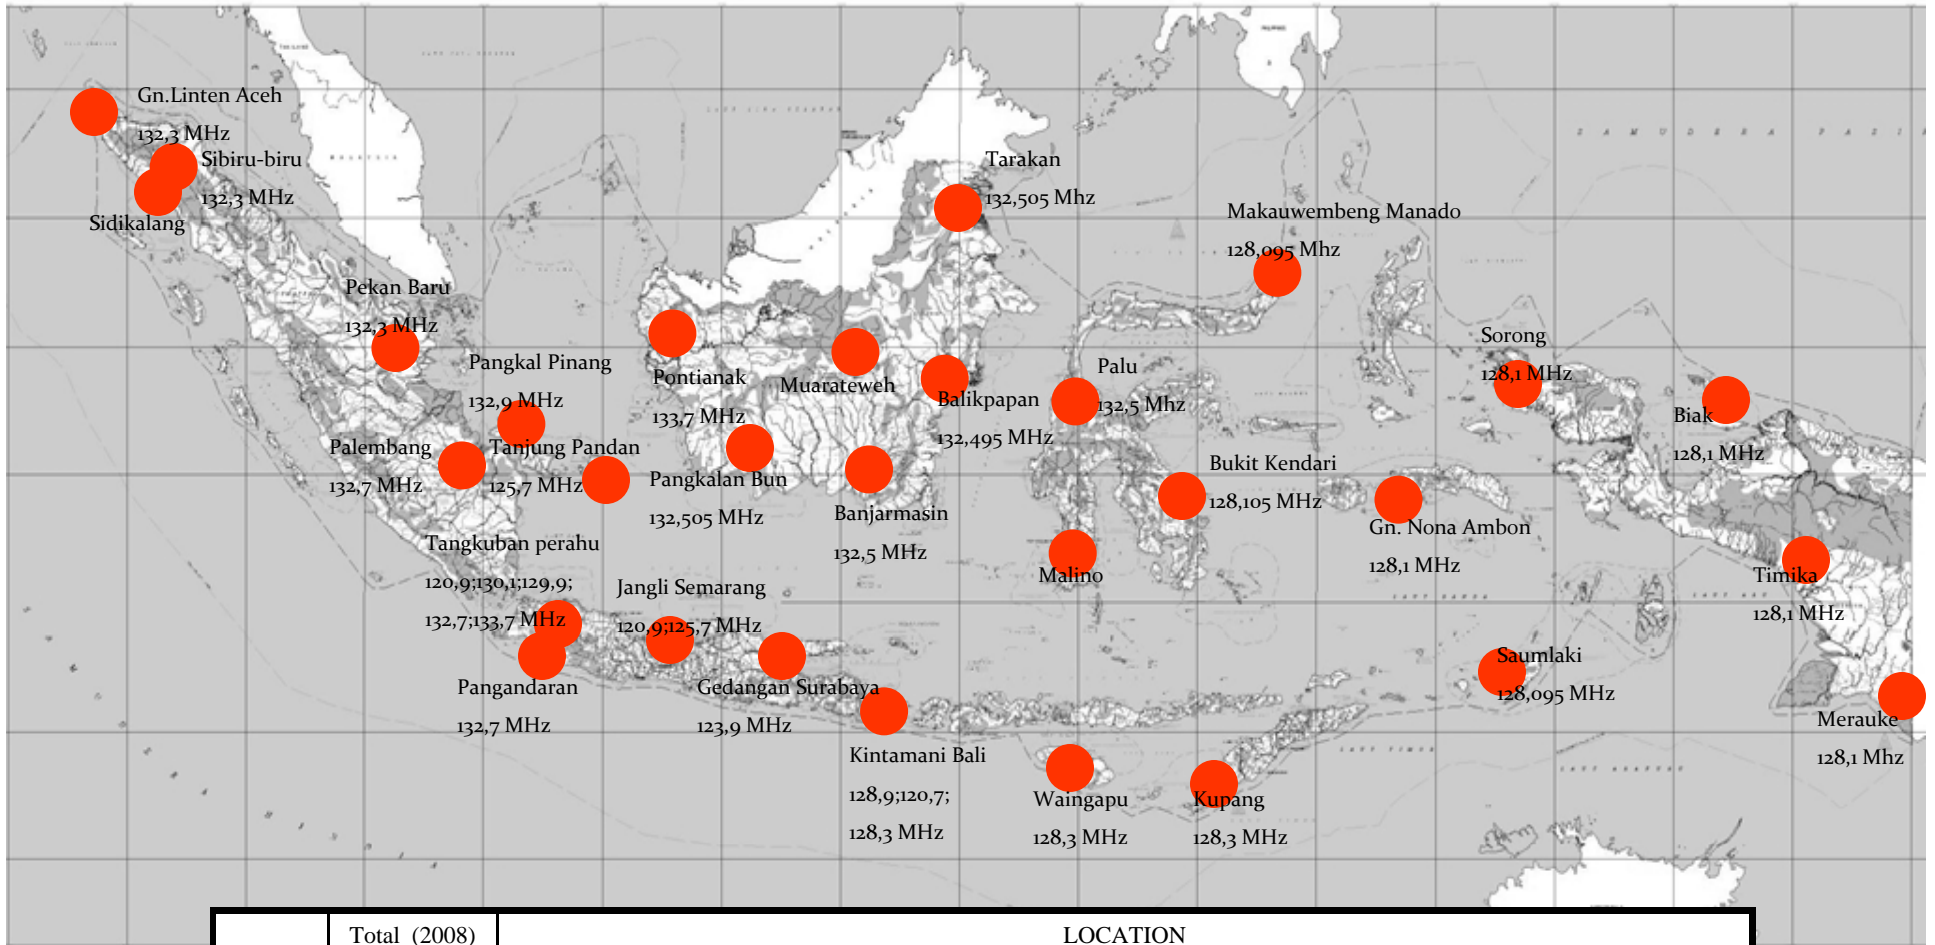 Gn.Linten Aceh
132,3 MHz
Sibiru-biru
132,3 MHz
Sidikalang
Tarakan
132,505 Mhz
Makauwembeng Manado
128,095 Mhz
Pekan Baru
132,3 MHz
Pangkal Pinang
132,9 MHz
Pontianak
133,7 MHz
Muarateweh
Balikpapan
132,495 MHz
Palu
132,5 Mhz
Sorong
128,1 MHz
Biak
128,1 MHz
Palembang
132,7 MHz
Tanjung Pandan
125,7 MHz
Pangkalan Bun
132,505 MHz
Banjarmasin
132,5 MHz
Bukit Kendari
128,105 MHz
Gn. Nona Ambon
128,1 MHz
Malino
Timika
128,1 MHz
Tangkuban perahu
120,9;130,1;129,9;
132,7;133,7 MHz
Jangli Semarang
120,9;125,7 MHz
Pangandaran
132,7 MHz
Gedangan Surabaya
123,9 MHz
Saumlaki
128,095 MHz
Merauke
128,1 Mhz
Kintamani Bali
128,9;120,7;
128,3 MHz
Waingapu
128,3 MHz
Kupang
128,3 MHz
MALAYSIA
SAMUDERA PASI
LAUT TIMOR
LAUT ARAFURU
Total (2008)
LOCATION